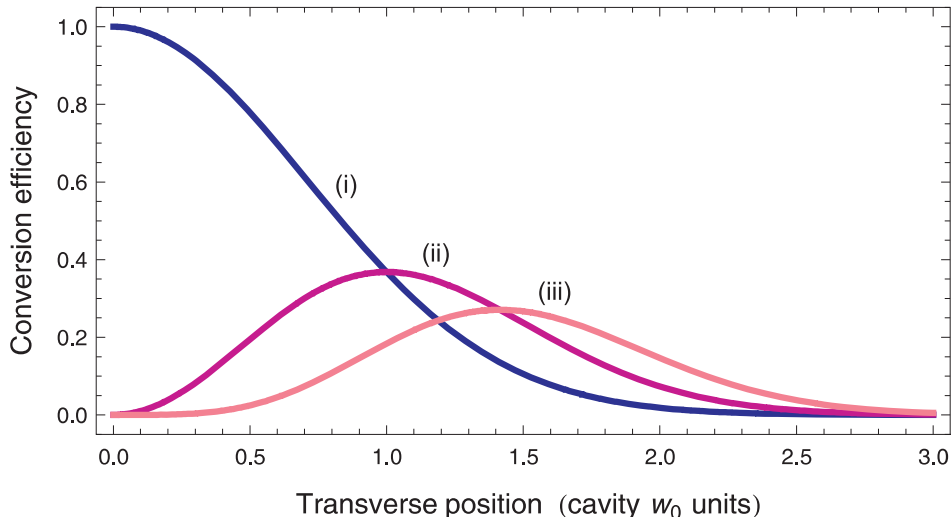 Conversion efficiency
1.0
0.8
0.6
0.4
0.2
0.0
(i)
(ii)
(iii)
0.0 0.5 1.0 1.5 2.0 2.5 3.0
Transverse position (cavity w₀ units)